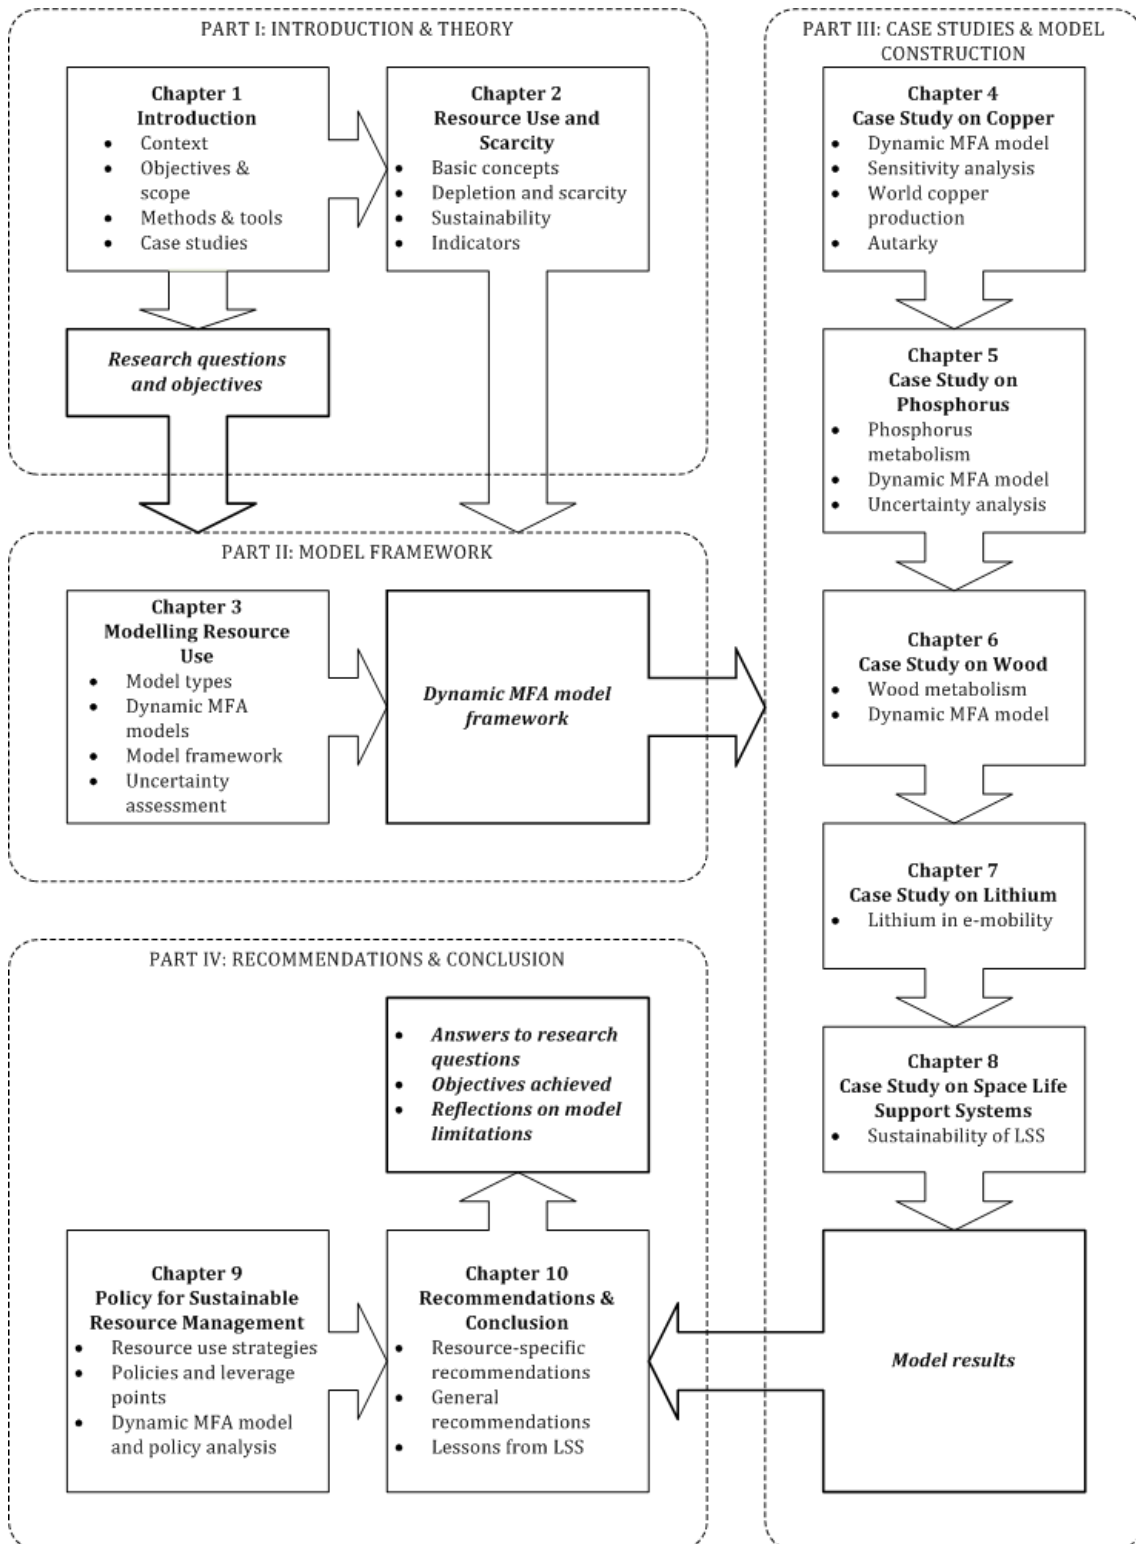 PART I: INTRODUCTION & THEORY
Chapter 1
Introduction
• Context
• Objectives &
scope
• Methods & tools
• Case studies
Chapter 2
Resource Use and
Scarcity
• Basic concepts
• Depletion and scarcity
• Sustainability
• Indicators
Research questions
and objectives
PART II: MODEL FRAMEWORK
Chapter 3
Modelling Resource
Use
• Model types
• Dynamic MFA
models
• Model framework
• Uncertainty
assessment
Dynamic MFA model
framework
PART III: CASE STUDIES & MODEL
CONSTRUCTION
Chapter 4
Case Study on Copper
• Dynamic MFA model
• Sensitivity analysis
• World copper
production
• Autarky
Chapter 5
Case Study on
Phosphorus
• Phosphorus
metabolism
• Dynamic MFA model
• Uncertainty analysis
Chapter 6
Case Study on Wood
• Wood metabolism
• Dynamic MFA model
Chapter 7
Case Study on Lithium
• Lithium in e-mobility
Chapter 8
Case Study on Space Life
Support Systems
• Sustainability of LSS
Model results
PART IV: RECOMMENDATIONS & CONCLUSION
• Answers to research
questions
• Objectives achieved
• Reflections on model
limitations
Chapter 9
Policy for Sustainable
Resource Management
• Resource use strategies
• Policies and leverage
points
• Dynamic MFA model
and policy analysis
Chapter 10
Recommendations &
Conclusion
• Resource-specific
recommendations
• General
recommendations
• Lessons from LSS